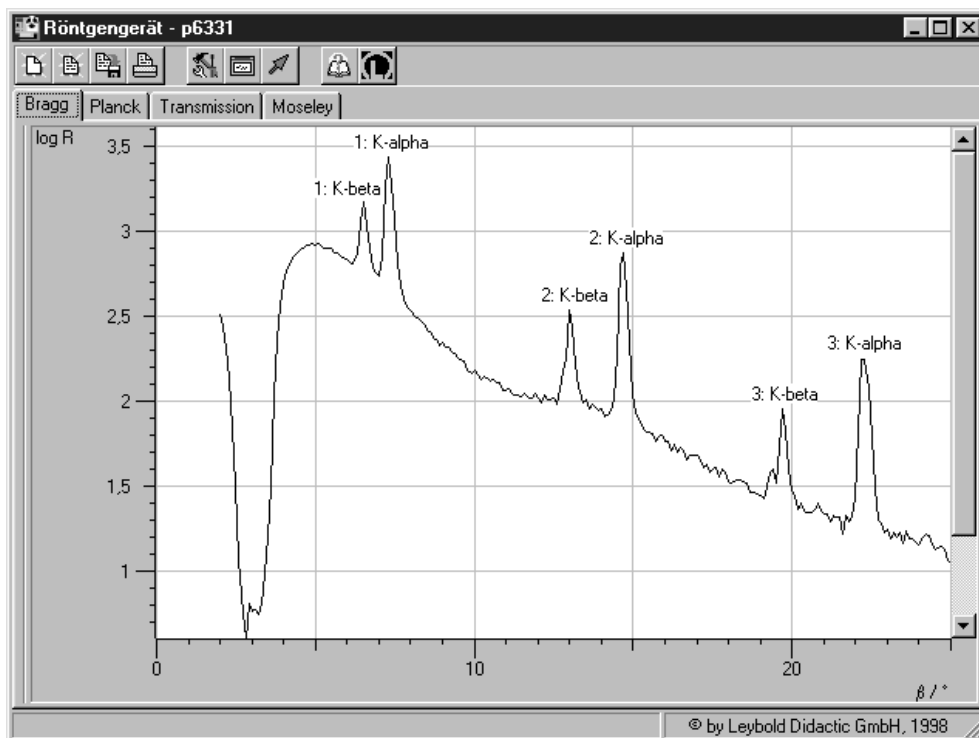 Röntgengerät - p6331
Bragg Planck Transmission Moseley
log R
3,5
3
2,5
2
1,5
1
1: K-alpha
1: K-beta
2: K-alpha
2: K-beta
3: K-alpha
3: K-beta
0 10 20
β / °
© by Leybold Didactic GmbH, 1998